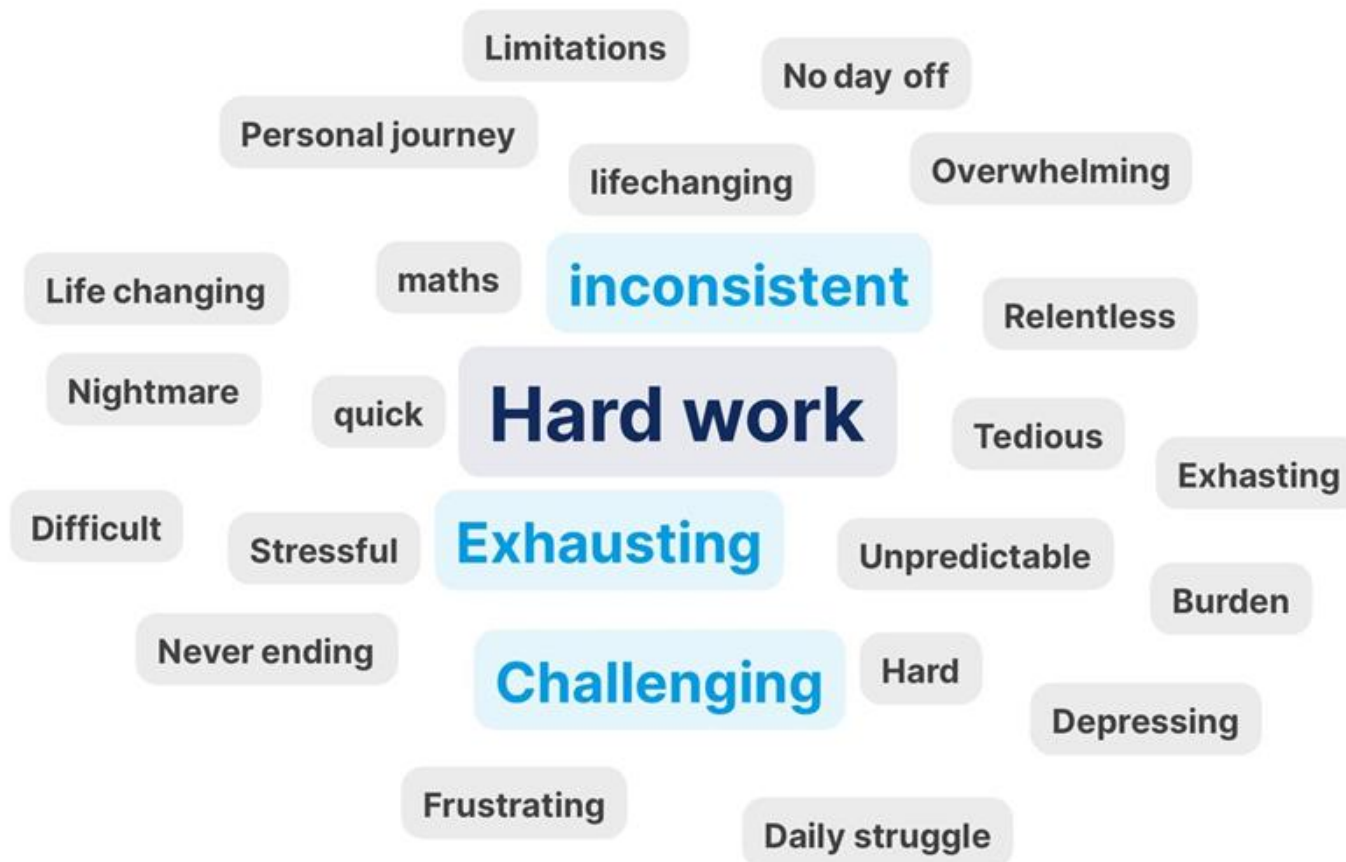 Limitations
No day off
Personal journey
lifechanging
Overwhelming
Life changing
maths
inconsistent
Relentless
Nightmare
quick
Hard work
Tedious
Exhasting
Difficult
Stressful
Exhausting
Unpredictable
Burden
Never ending
Challenging
Hard
Depressing
Frustrating
Daily struggle